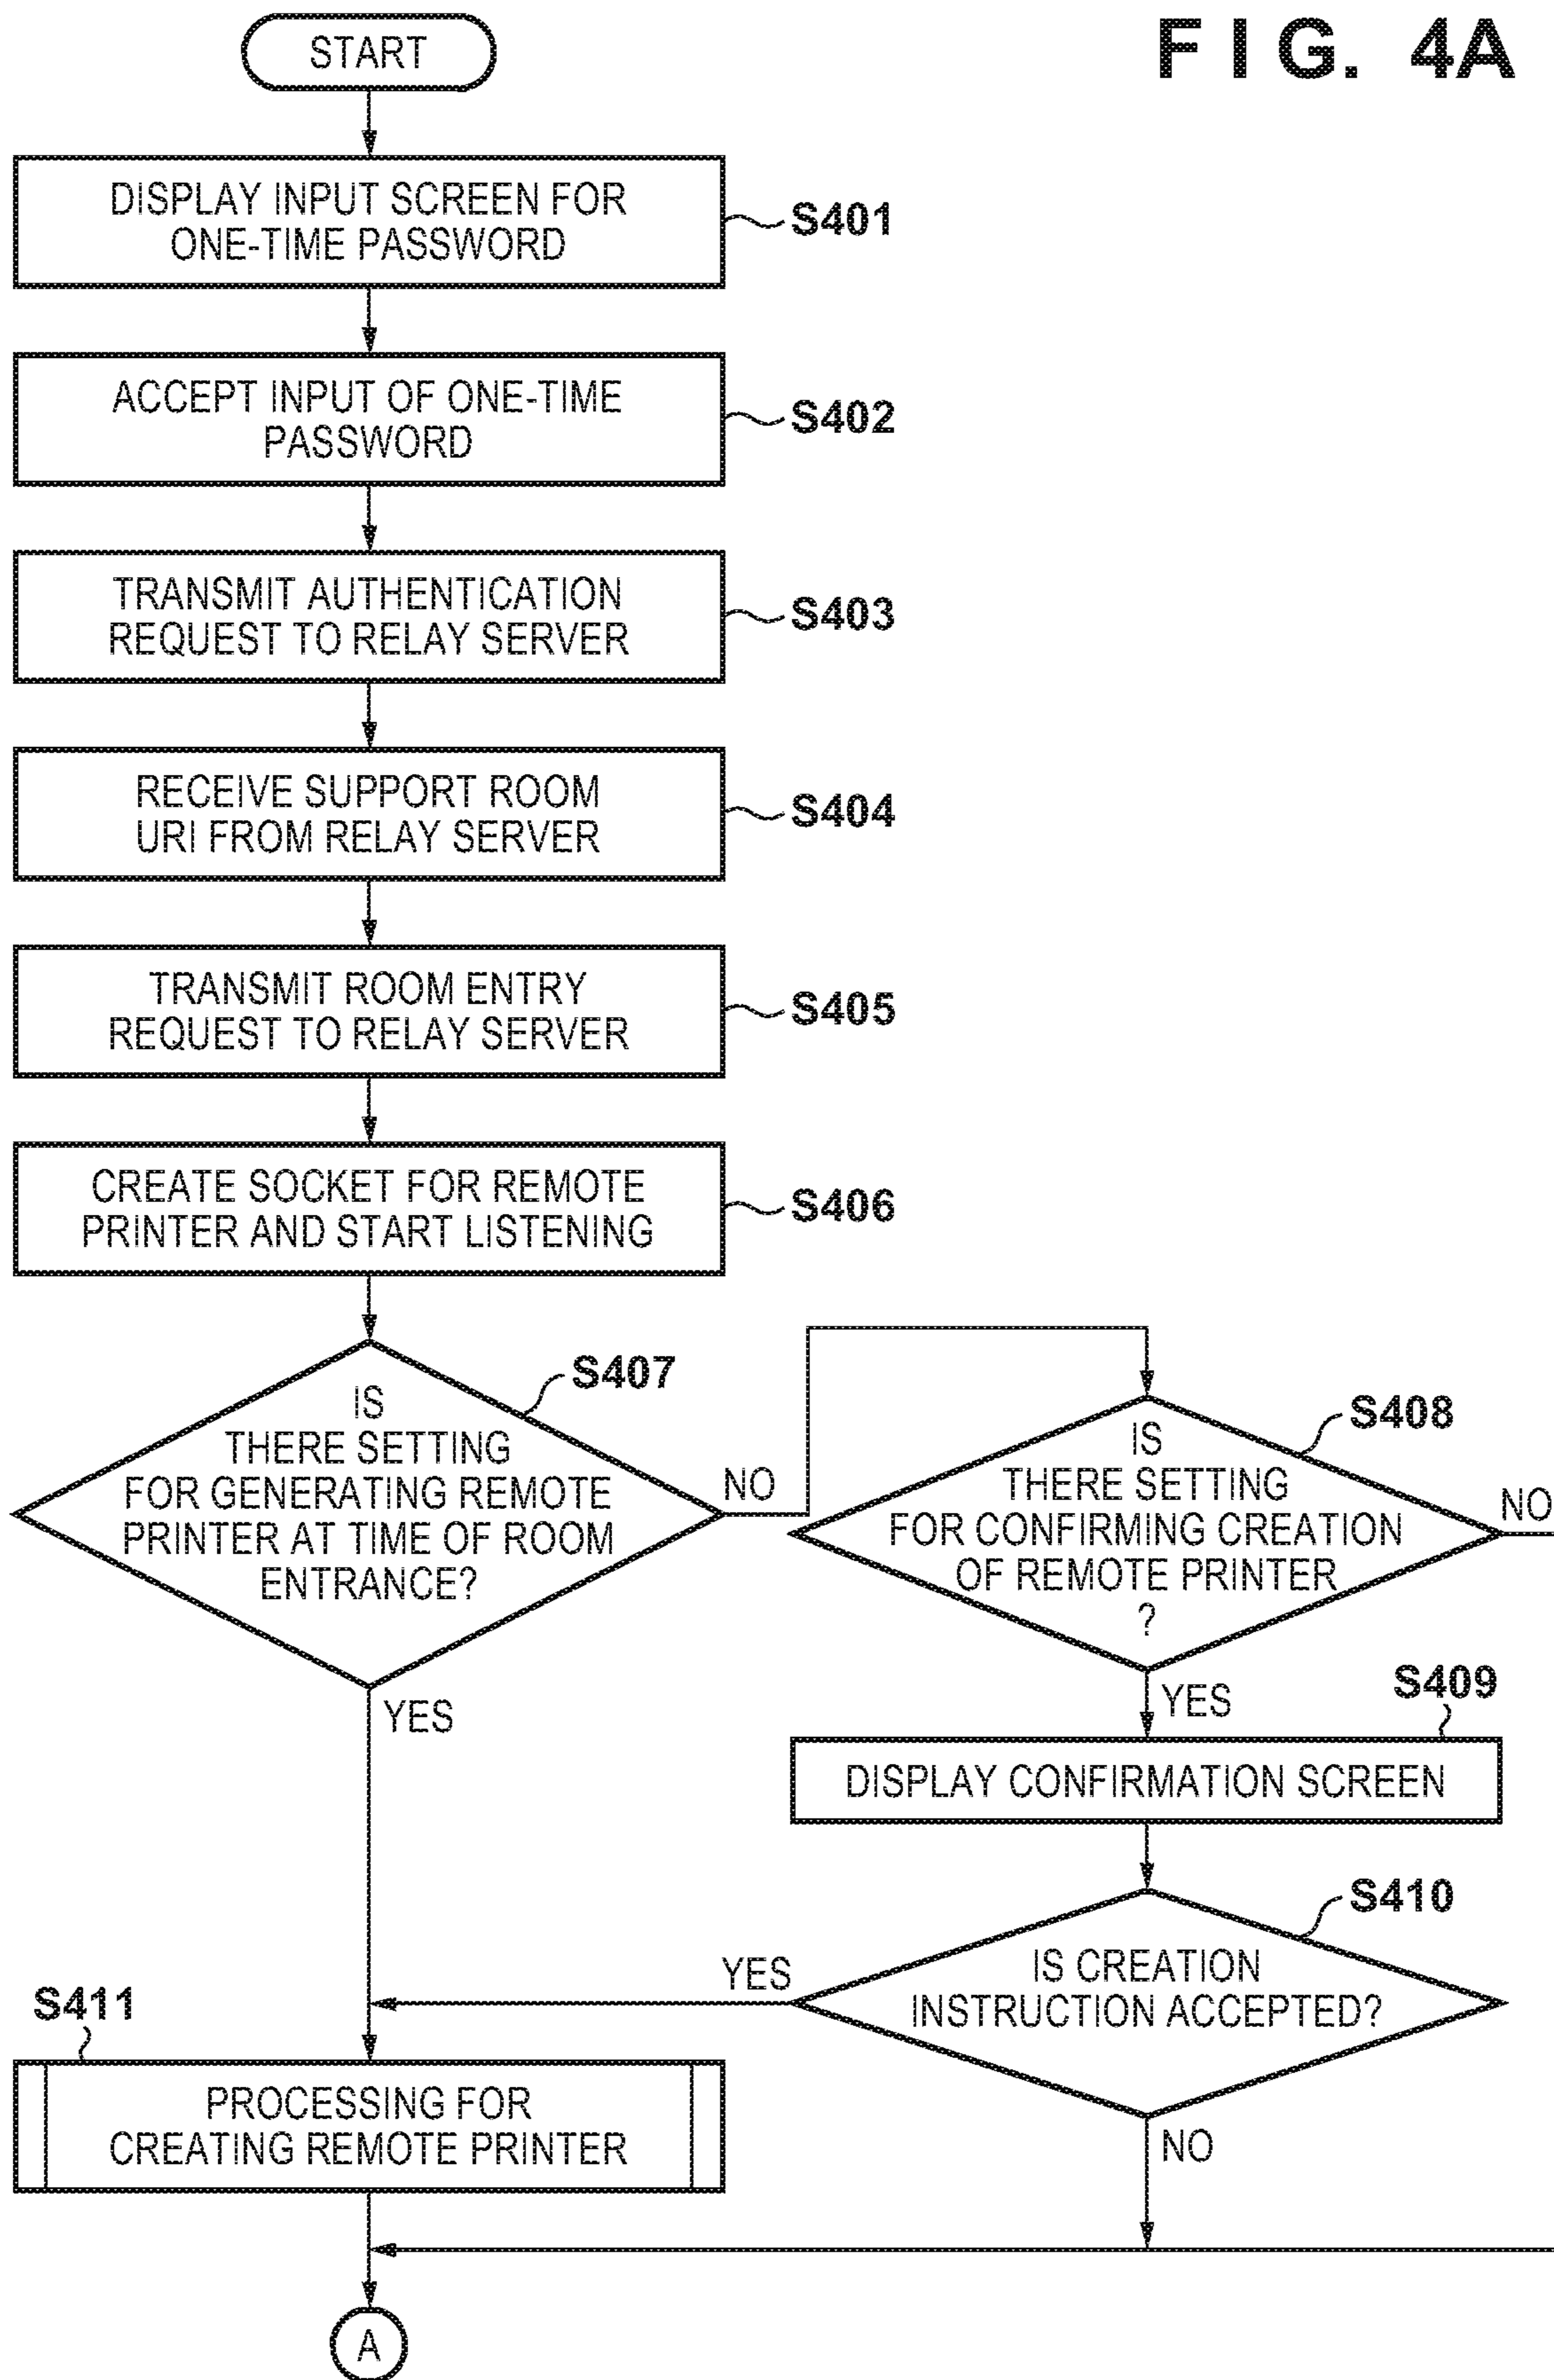 FIG. 4A
START
DISPLAY INPUT SCREEN FOR
ONE-TIME PASSWORD
S401
ACCEPT INPUT OF ONE-TIME
PASSWORD
S402
TRANSMIT AUTHENTICATION
REQUEST TO RELAY SERVER
S403
RECEIVE SUPPORT ROOM
URI FROM RELAY SERVER
S404
TRANSMIT ROOM ENTRY
REQUEST TO RELAY SERVER
S405
CREATE SOCKET FOR REMOTE
PRINTER AND START LISTENING
S406
S407
IS
THERE SETTING
FOR GENERATING REMOTE
PRINTER AT TIME OF ROOM
ENTRANCE?
NO
YES
S408
IS
THERE SETTING
FOR CONFIRMING CREATION
OF REMOTE PRINTER
?
NO
YES
S409
DISPLAY CONFIRMATION SCREEN
S410
IS CREATION
INSTRUCTION ACCEPTED?
YES
NO
S411
PROCESSING FOR
CREATING REMOTE PRINTER
A